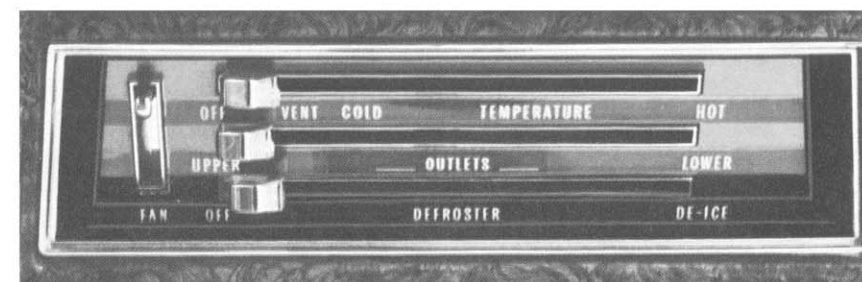 OFF VENT COLD TEMPERATURE HOT
UPPER OUTLETS LOWER
FAN OFF DEFROSTER DE-ICE